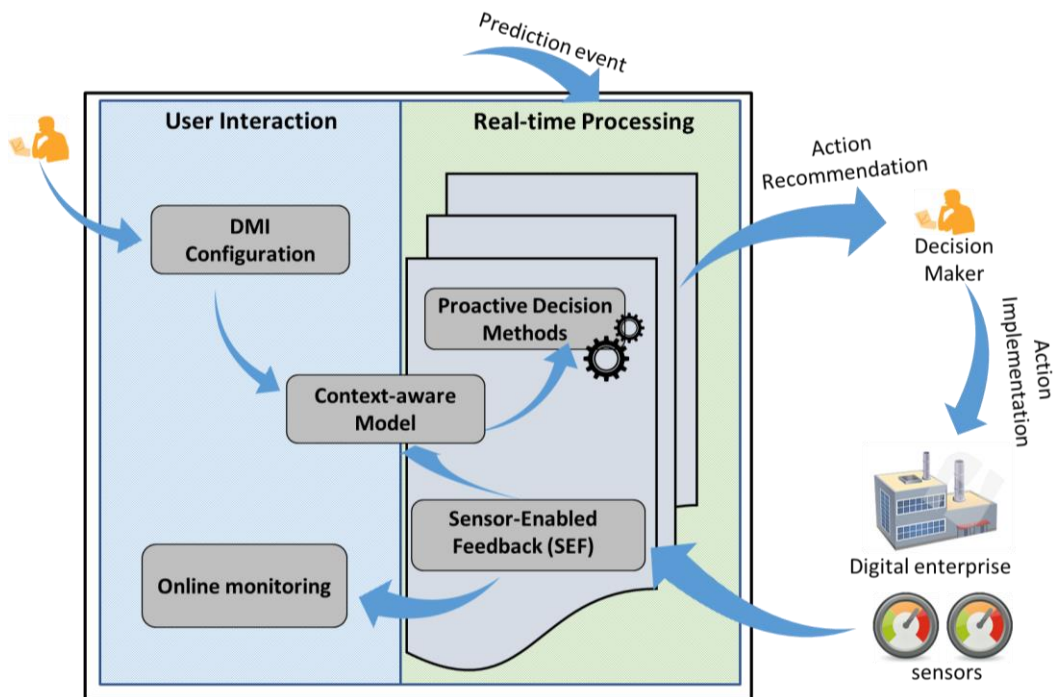 Prediction event
User Interaction
Real-time Processing
Action
Recommendation
DMI
Configuration
Decision
Maker
Proactive Decision
Methods
Action
Implementation
Context-aware
Model
Sensor-Enabled
Feedback (SEF)
Online monitoring
Digital enterprise
sensors